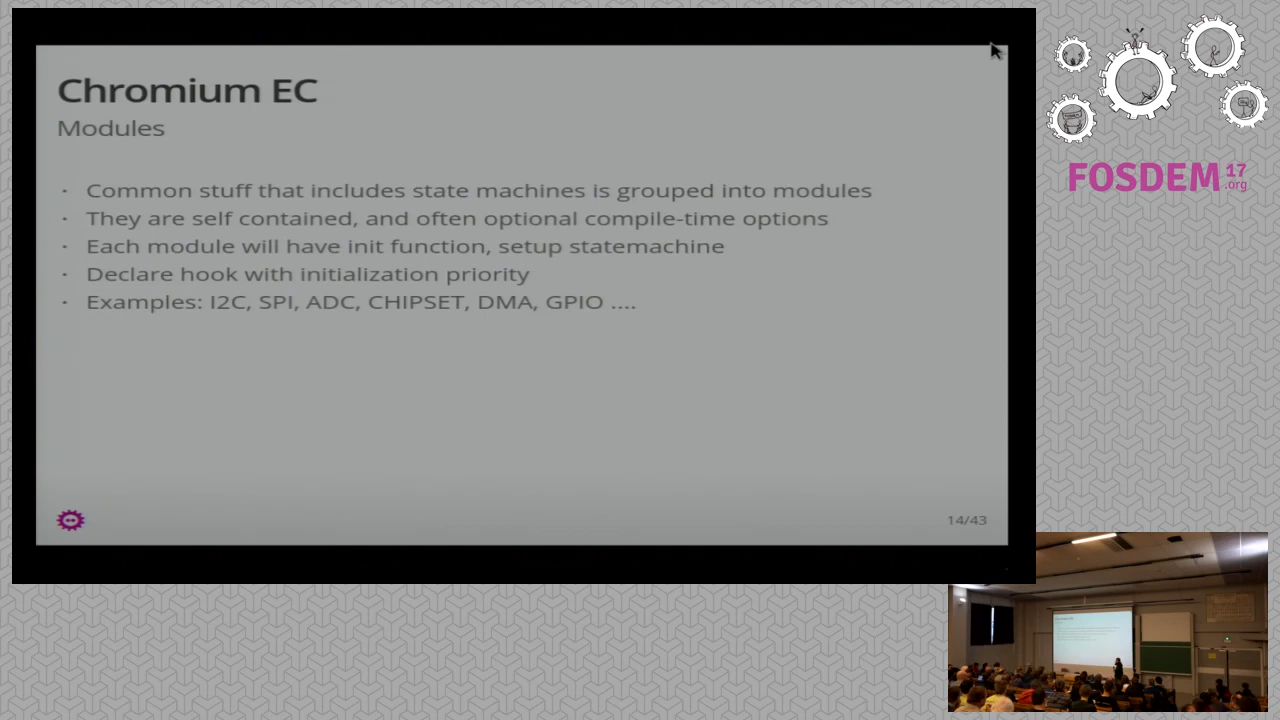 Chromium EC
Modules
· Common stuff that includes state machines is grouped into modules
· They are self contained, and often optional compile-time options
· Each module will have init function, setup statemachine
· Declare hook with initialization priority
· Examples: I2C, SPI, ADC, CHIPSET, DMA, GPIO ....
14/43
FOSDEM 17
.org